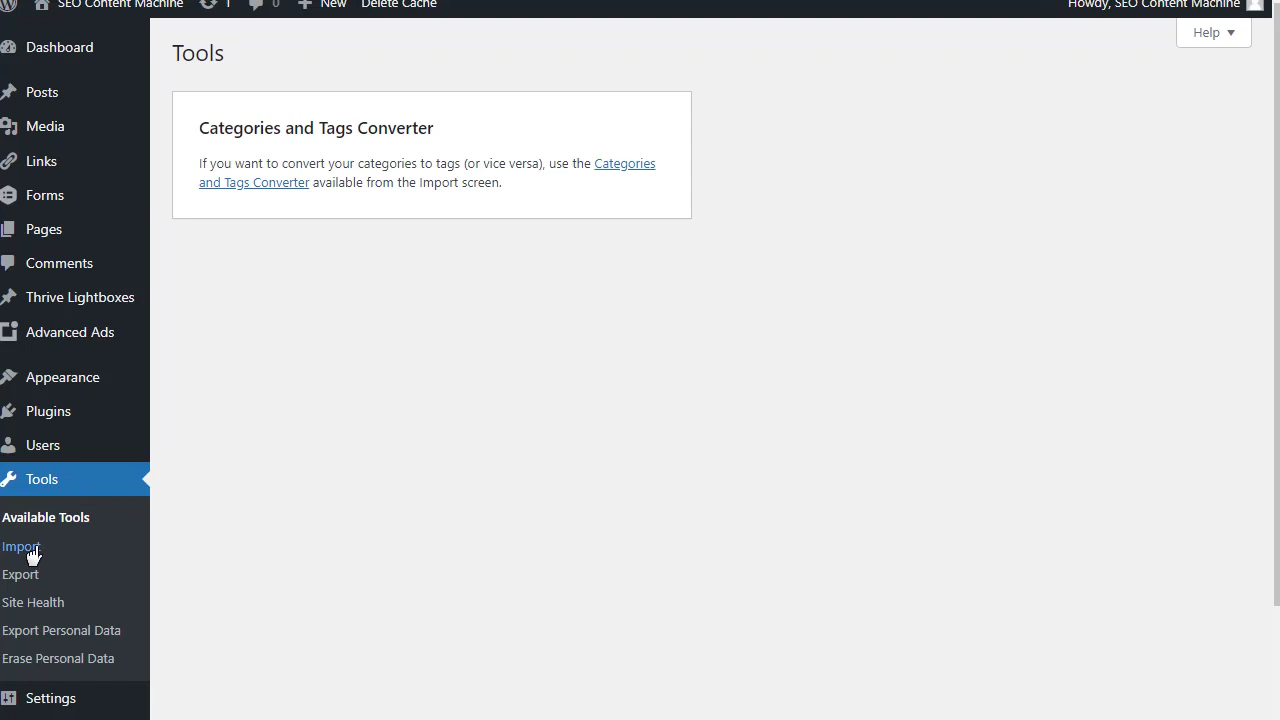 SEO Content Machine 1 0 New Delete Cache Howdy, SEO Content Machine
Help
Tools
Categories and Tags Converter
If you want to convert your categories to tags (or vice versa), use the Categories
and Tags Converter available from the Import screen.
Dashboard
Posts
Media
Links
Forms
Pages
Comments
Thrive Lightboxes
Advanced Ads
Appearance
Plugins
Users
Tools
Available Tools
Import
Export
Site Health
Export Personal Data
Erase Personal Data
Settings